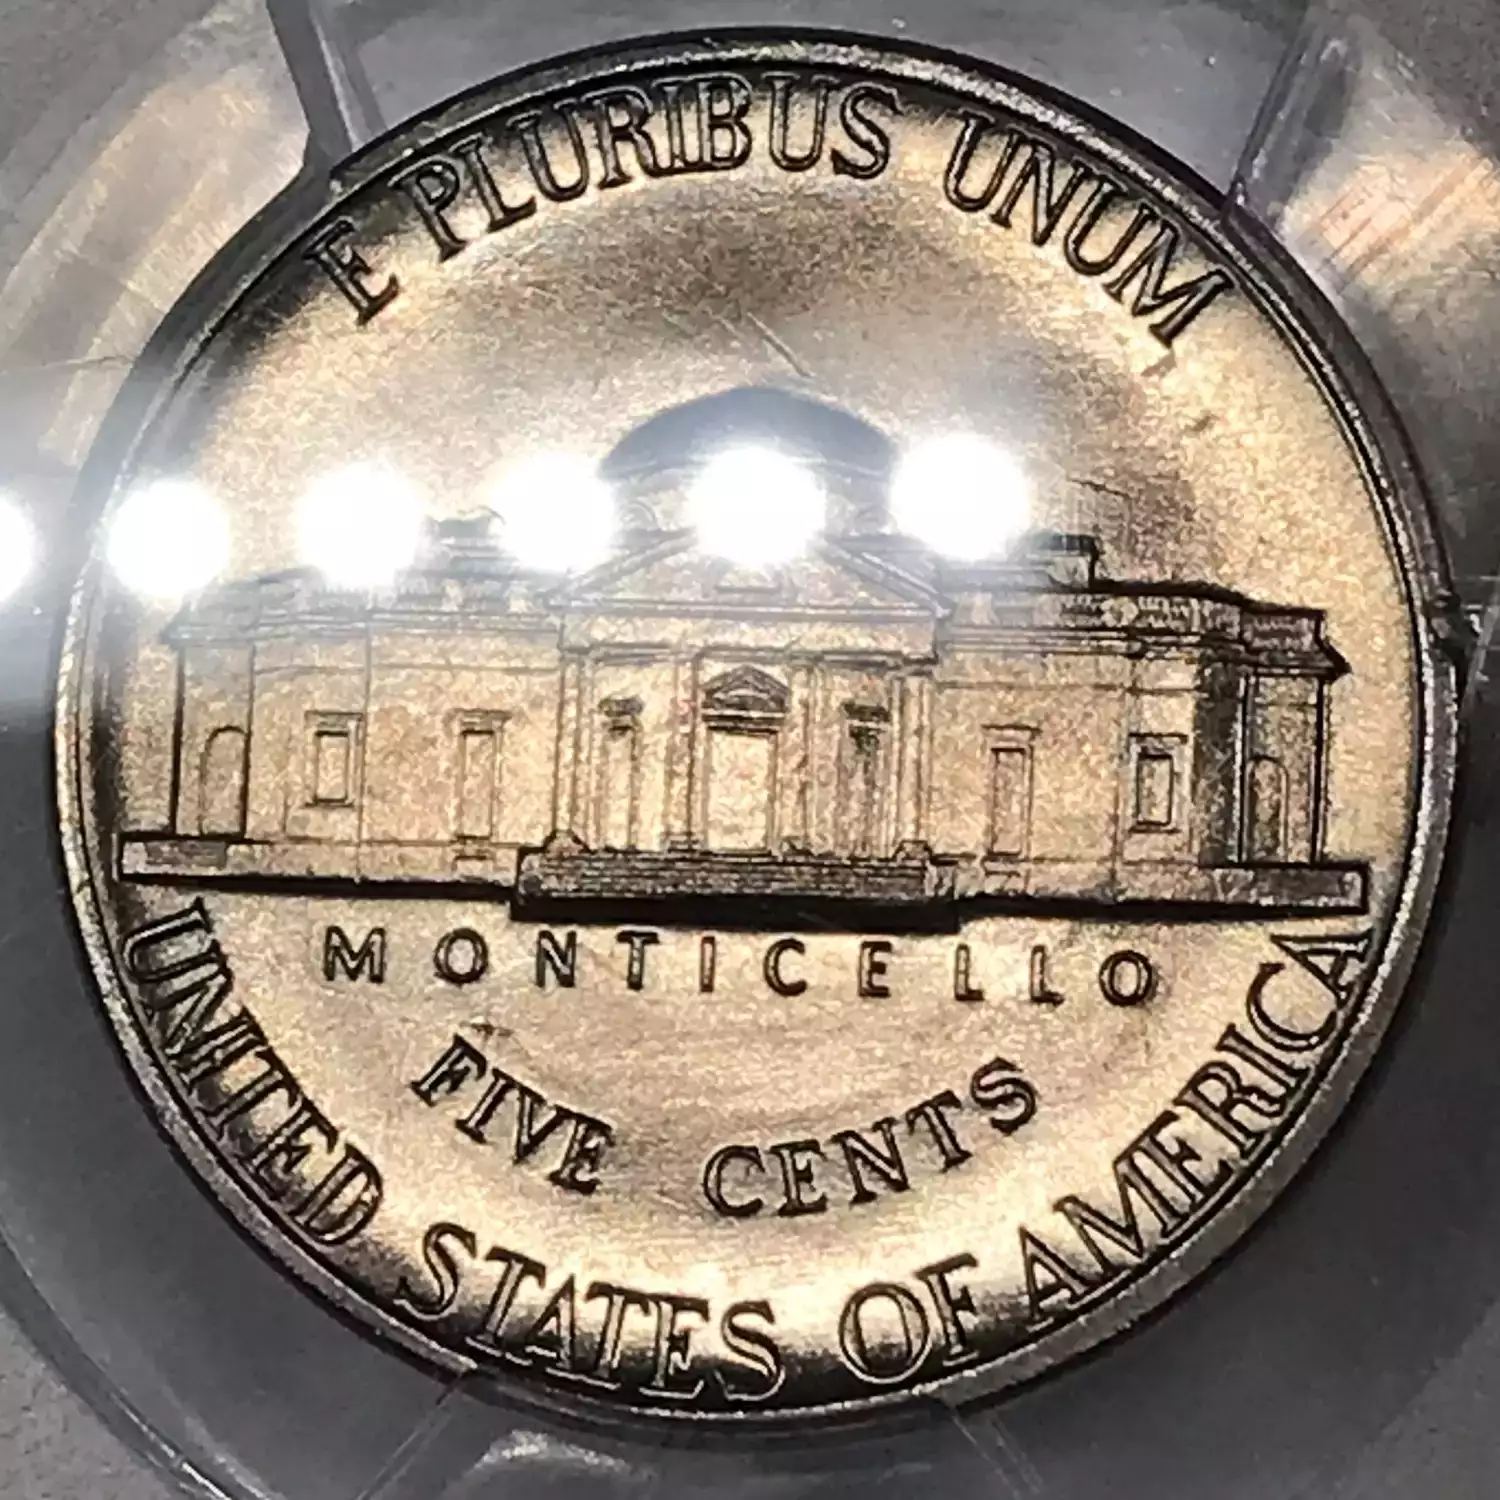 E PLURIBUS UNUM
MONTICELLO
FIVE CENTS
UNITED STATES OF AMERICA